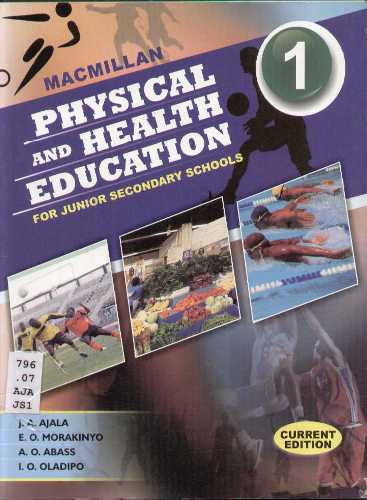 MACMILLAN
1
PHYSICAL
AND HEALTH
EDUCATION
FOR JUNIOR SECONDARY SCHOOLS
796
.07
AJA
JS1
J. A. AJALA
E. O. MORAKINYO
A. O. ABASS
I. O. OLADIPO
CURRENT
EDITION